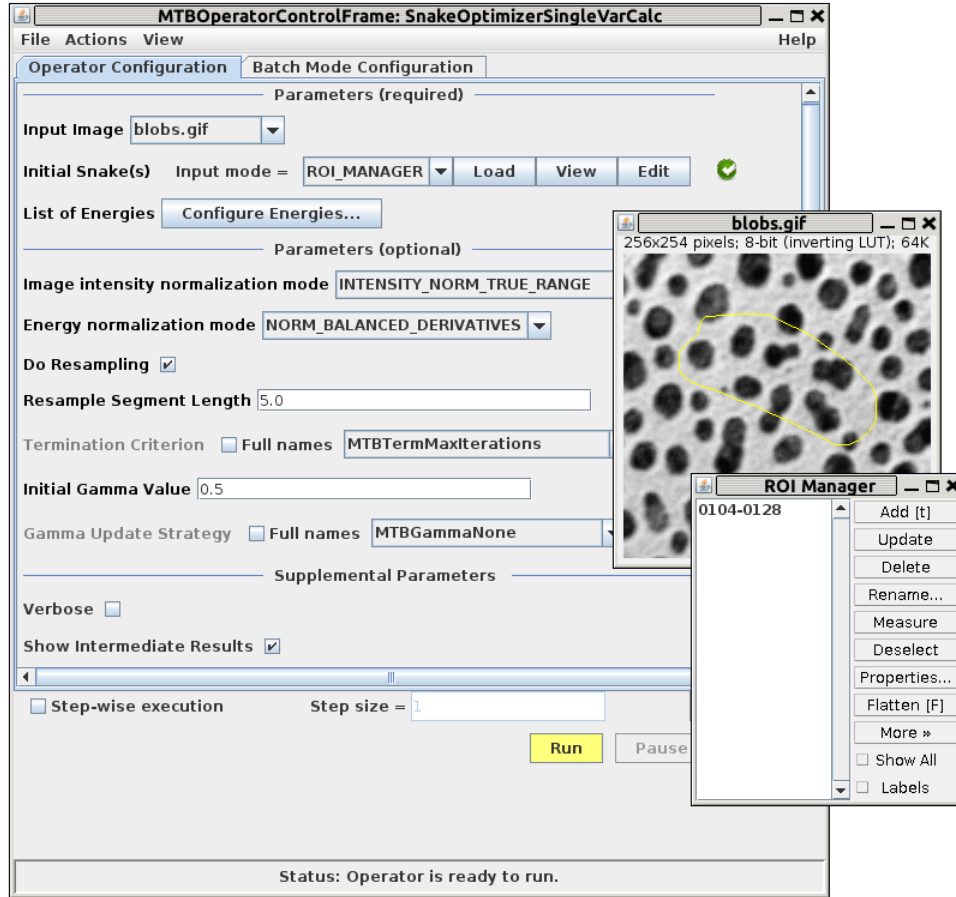 MTBOperatorControlFrame: SnakeOptimizerSingleVarCalc
File Actions View Help
Operator Configuration Batch Mode Configuration
Parameters (required)
Input Image blobs.gif
Initial Snake(s) Input mode = ROI_MANAGER Load View Edit
List of Energies Configure Energies...
Parameters (optional)
Image intensity normalization mode INTENSITY_NORM_TRUE_RANGE
Energy normalization mode NORM_BALANCED_DERIVATIVES
Do Resampling
Resample Segment Length 5.0
Termination Criterion Full names MTBTermMaxIterations
Initial Gamma Value 0.5
Gamma Update Strategy Full names MTBGammaNone
Supplemental Parameters
Verbose
Show Intermediate Results
Step-wise execution Step size = 1
Run Pause
Status: Operator is ready to run.
blobs.gif
256x254 pixels; 8-bit (inverting LUT); 64K
ROI Manager
0104-0128
Add [t]
Update
Delete
Rename...
Measure
Deselect
Properties...
Flatten [F]
More »
Show All
Labels